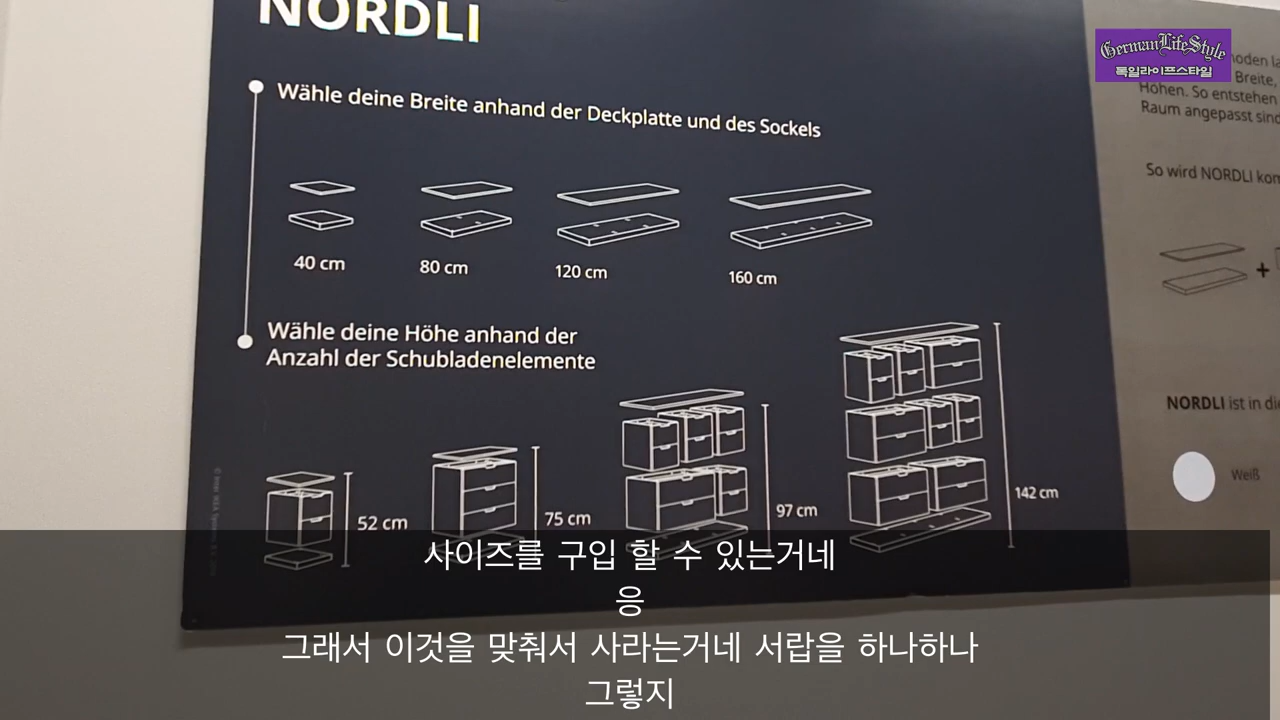 NORDLI
Wähle deine Breite anhand der Deckplatte und des Sockels
40 cm
80 cm
120 cm
160 cm
Wähle deine Höhe anhand der
Anzahl der Schubladenelemente
52 cm
75 cm
97 cm
142 cm
GermanLifeStyle
독일라이프스타일
Breite,
Höhen. So entstehen
Raum angepasst sind
So wird NORDLI
+
NORDLI ist in
Weiß
사이즈를 구입 할 수 있는거네
응
그래서 이것을 맞춰서 사라는거네 서랍을 하나하나
그렇지